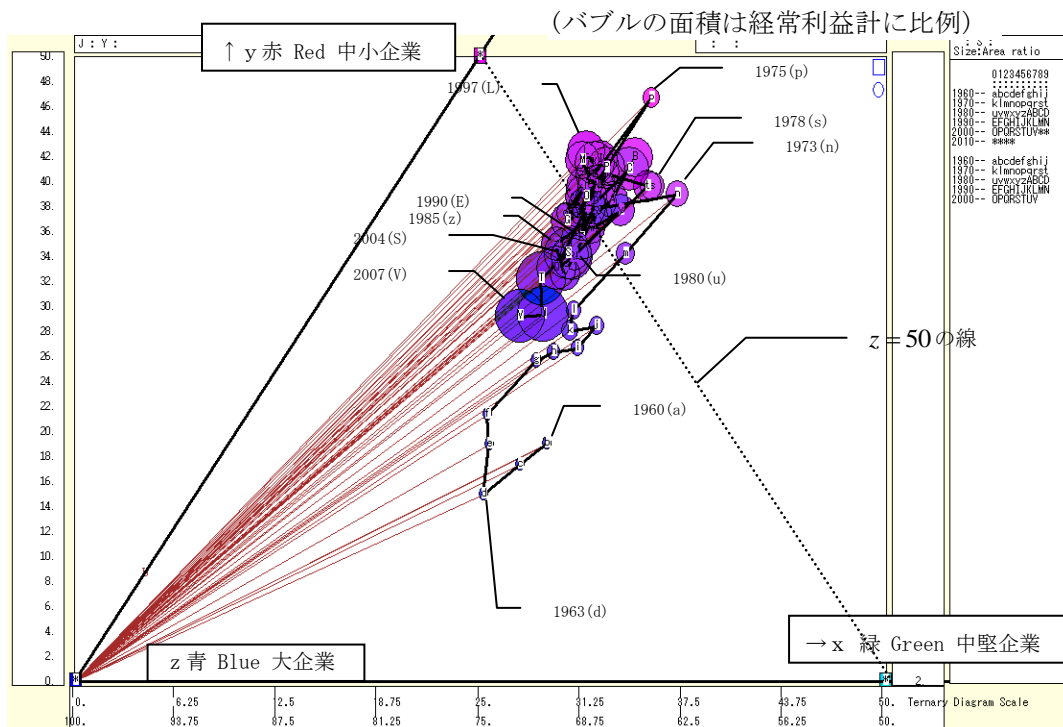 (バブルの面積は経常利益計に比例)
J : Y :
↑ y 赤 Red 中小企業
: :
: S :
Size:Area ratio
0123456789
::::::::::
1960-- abcdefghij
1970-- klmnopqrst
1980-- uvwxyzABCD
1990-- EFGHIJKLMN
2000-- OPQRSTUV**
2010-- ****
1960-- abcdefghij
1970-- klmnopqrst
1980-- uvwxyzABCD
1990-- EFGHIJKLMN
2000-- OPQRSTUV
1975(p)
1997(L)
1978(s)
1973(n)
1990(E)
1985(z)
2004(S)
2007(V)
1980(u)
z = 50 の線
1960(a)
1963(d)
50.
48.
46.
44.
42.
40.
38.
36.
34.
32.
30.
28.
26.
24.
22.
20.
18.
16.
14.
12.
10.
8.
6.
4.
2.
0.
z 青 Blue 大企業
→ x 緑 Green 中堅企業
2.
0. 6.25 12.5 18.75 25. 31.25 37.5 43.75 50. Ternary Diagram Scale
100. 93.75 87.5 81.25 75. 68.75 62.5 56.25 50.